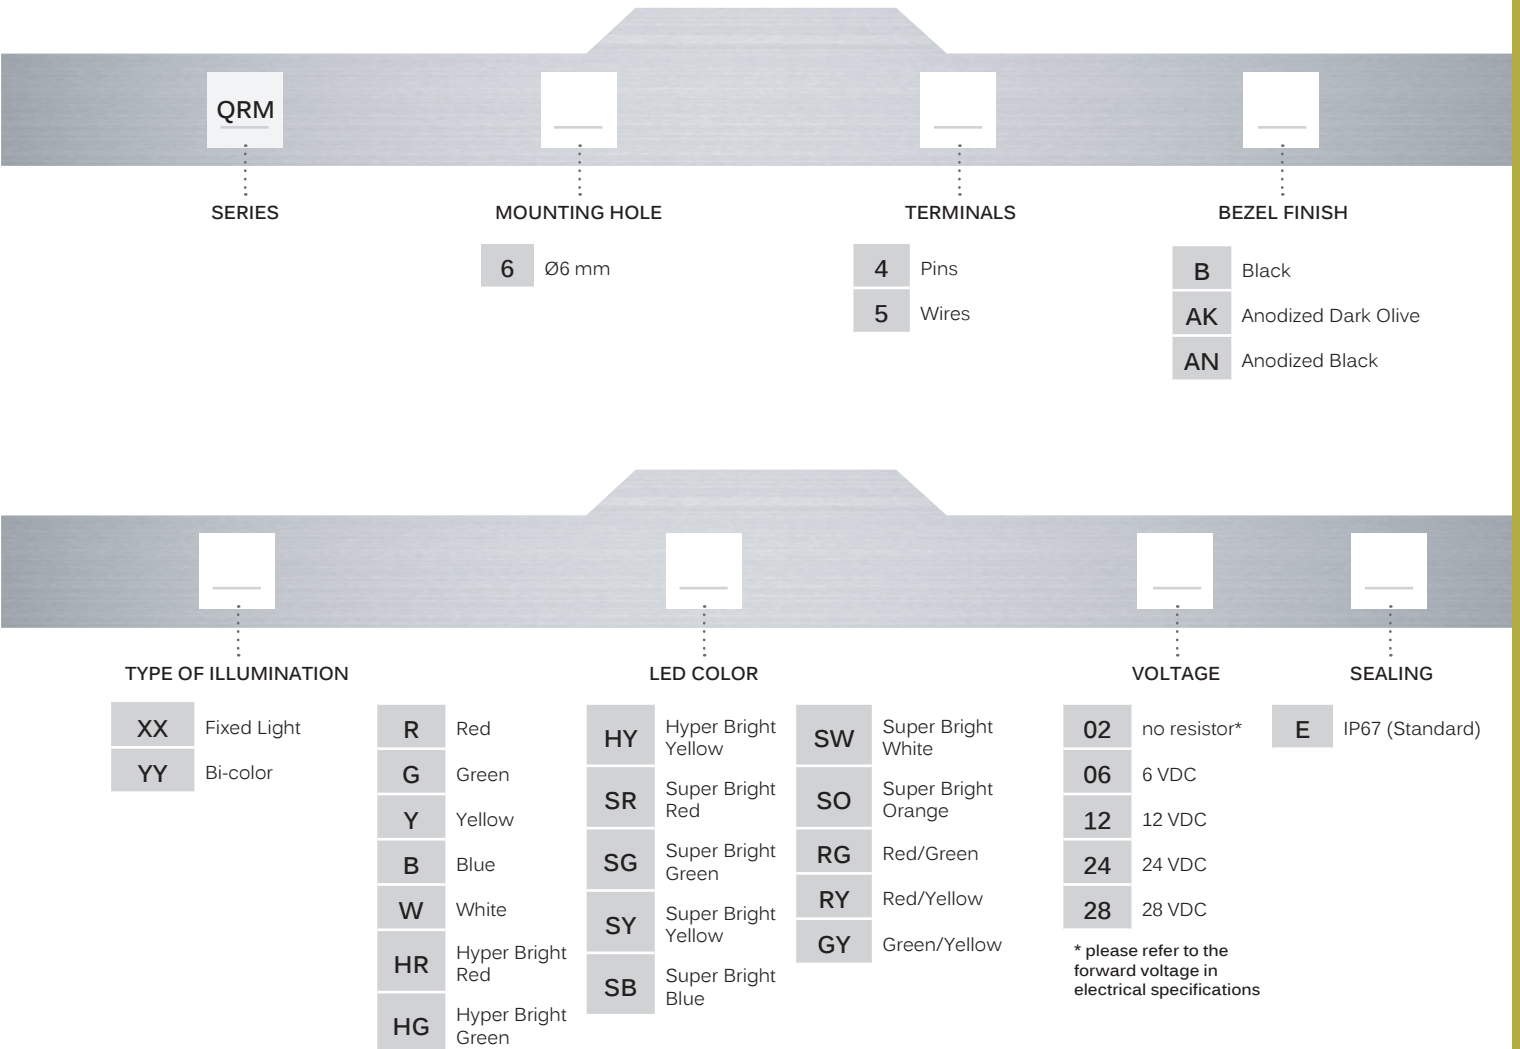 QRM
SERIES
MOUNTING HOLE
TERMINALS
BEZEL FINISH
6 Ø6 mm
4 Pins
5 Wires
B Black
AK Anodized Dark Olive
AN Anodized Black
TYPE OF ILLUMINATION
LED COLOR
VOLTAGE
SEALING
XX Fixed Light
YY Bi-color
R Red
G Green
Y Yellow
B Blue
W White
HR Hyper Bright
Red
HG Hyper Bright
Green
HY Hyper Bright
Yellow
SR Super Bright
Red
SG Super Bright
Green
SY Super Bright
Yellow
SB Super Bright
Blue
SW Super Bright
White
SO Super Bright
Orange
RG Red/Green
RY Red/Yellow
GY Green/Yellow
02 no resistor*
06 6 VDC
12 12 VDC
24 24 VDC
28 28 VDC
* please refer to the
forward voltage in
electrical specifications
E IP67 (Standard)